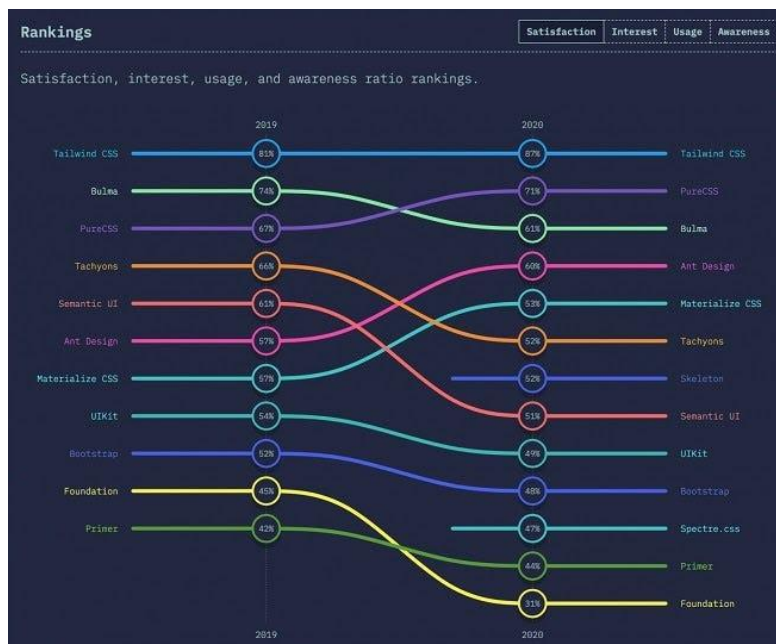 Rankings
Satisfaction Interest Usage Awareness
Satisfaction, interest, usage, and awareness ratio rankings.
2019 2020
Tailwind CSS 81% 87% Tailwind CSS
Bulma 74% 71% PureCSS
PureCSS 67% 61% Bulma
Tachyons 66% 60% Ant Design
Semantic UI 61% 53% Materialize CSS
Ant Design 57% 52% Tachyons
Materialize CSS 57% 52% Skeleton
UIKit 54% 51% Semantic UI
Bootstrap 52% 49% UIKit
Foundation 45% 48% Bootstrap
Primer 42% 47% Spectre.css
44% Primer
31% Foundation
2019 2020